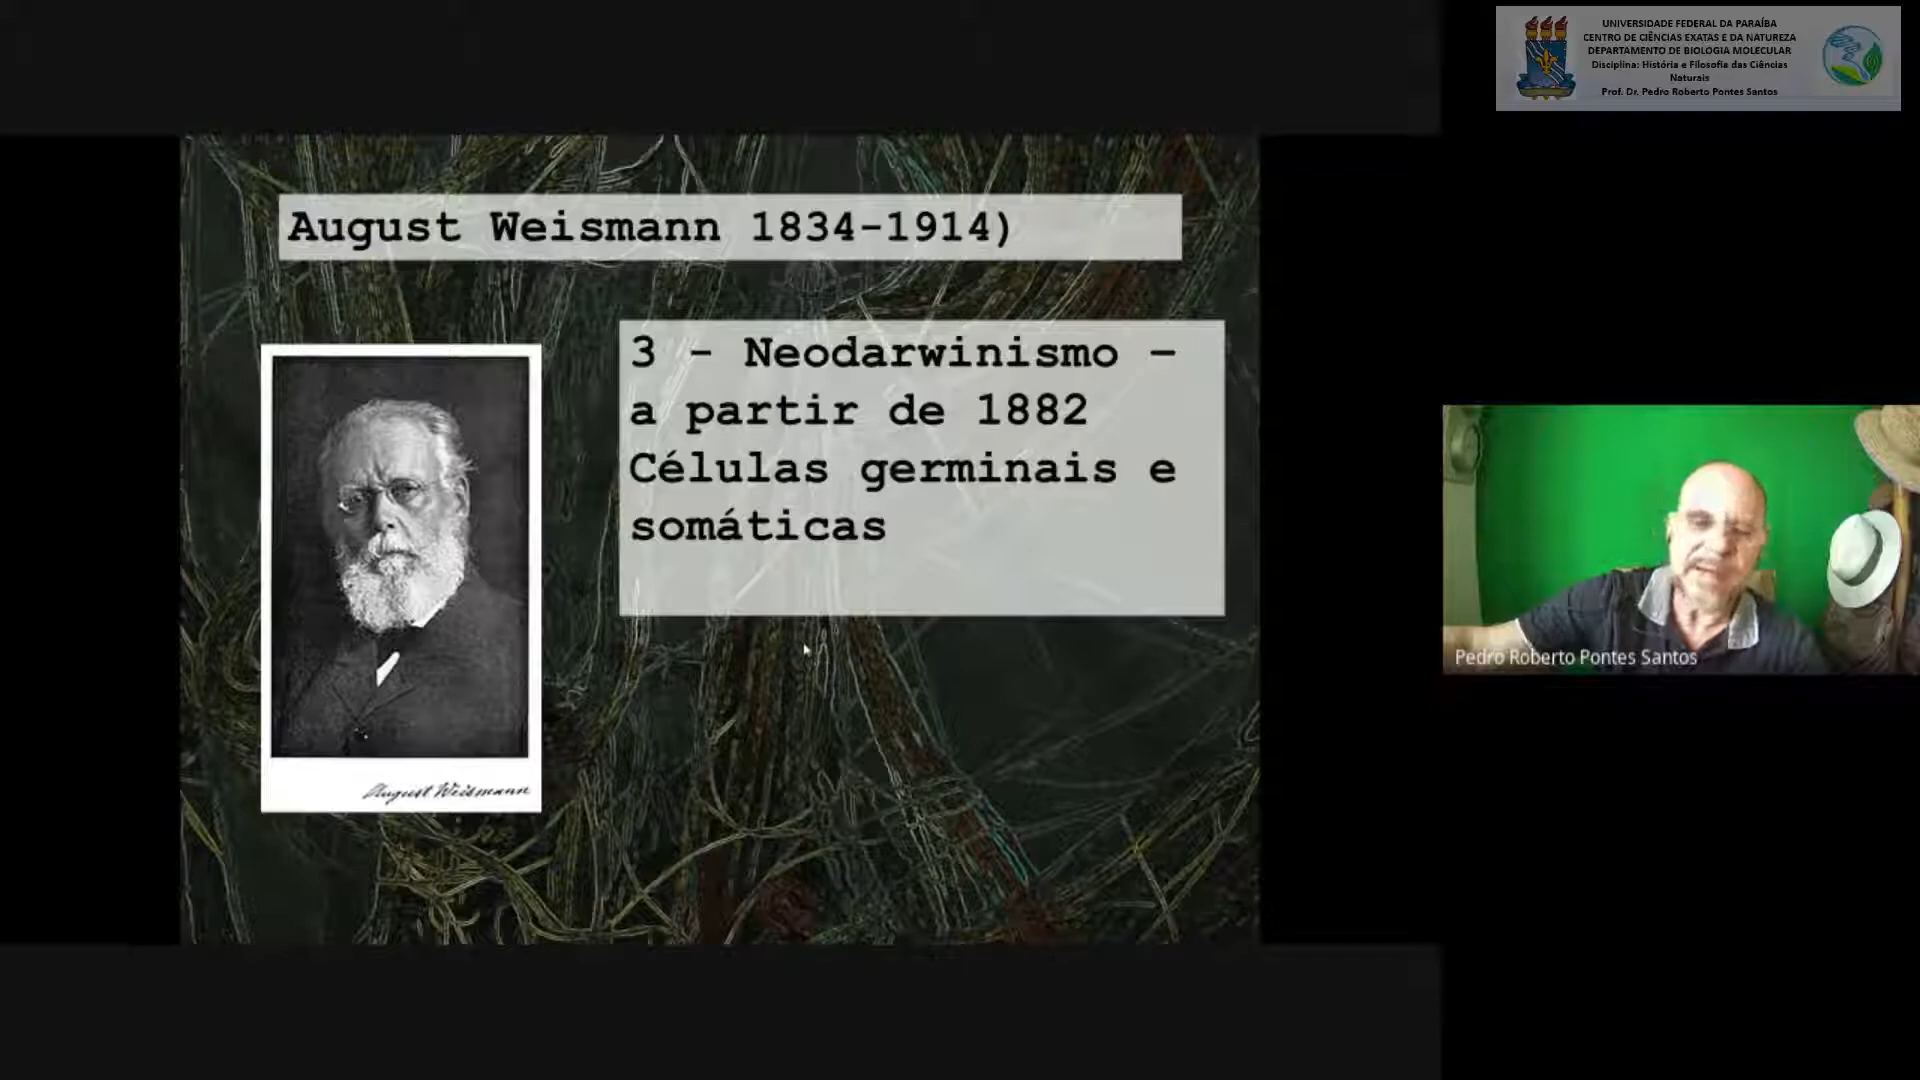 UNIVERSIDADE FEDERAL DA PARAÍBA
CENTRO DE CIÊNCIAS EXATAS E DA NATUREZA
DEPARTAMENTO DE BIOLOGIA MOLECULAR
Disciplina: História e Filosofia das Ciências
Naturais
Prof. Dr. Pedro Roberto Pontes Santos
August Weismann 1834-1914)
3 - Neodarwinismo –
a partir de 1882
Células germinais e
somáticas
August Weismann
Pedro Roberto Pontes Santos